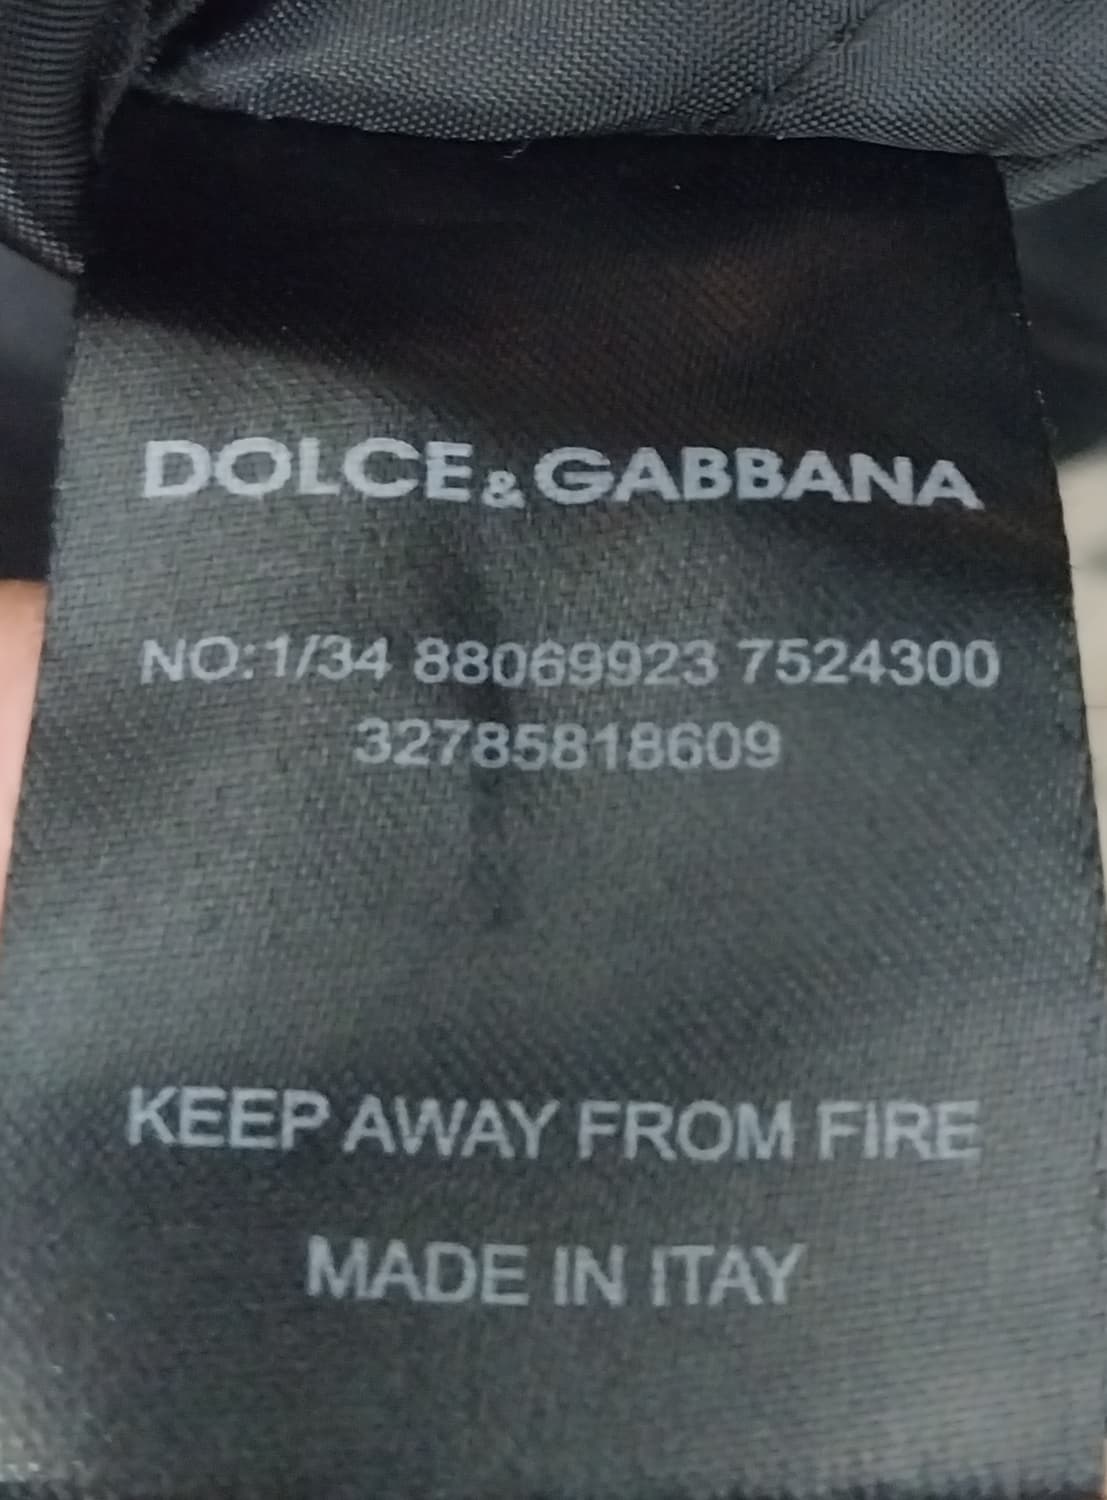 DOLCE&GABBANA
NO:1/34 88069923 7524300
32785818609
KEEP AWAY FROM FIRE
MADE IN ITAY